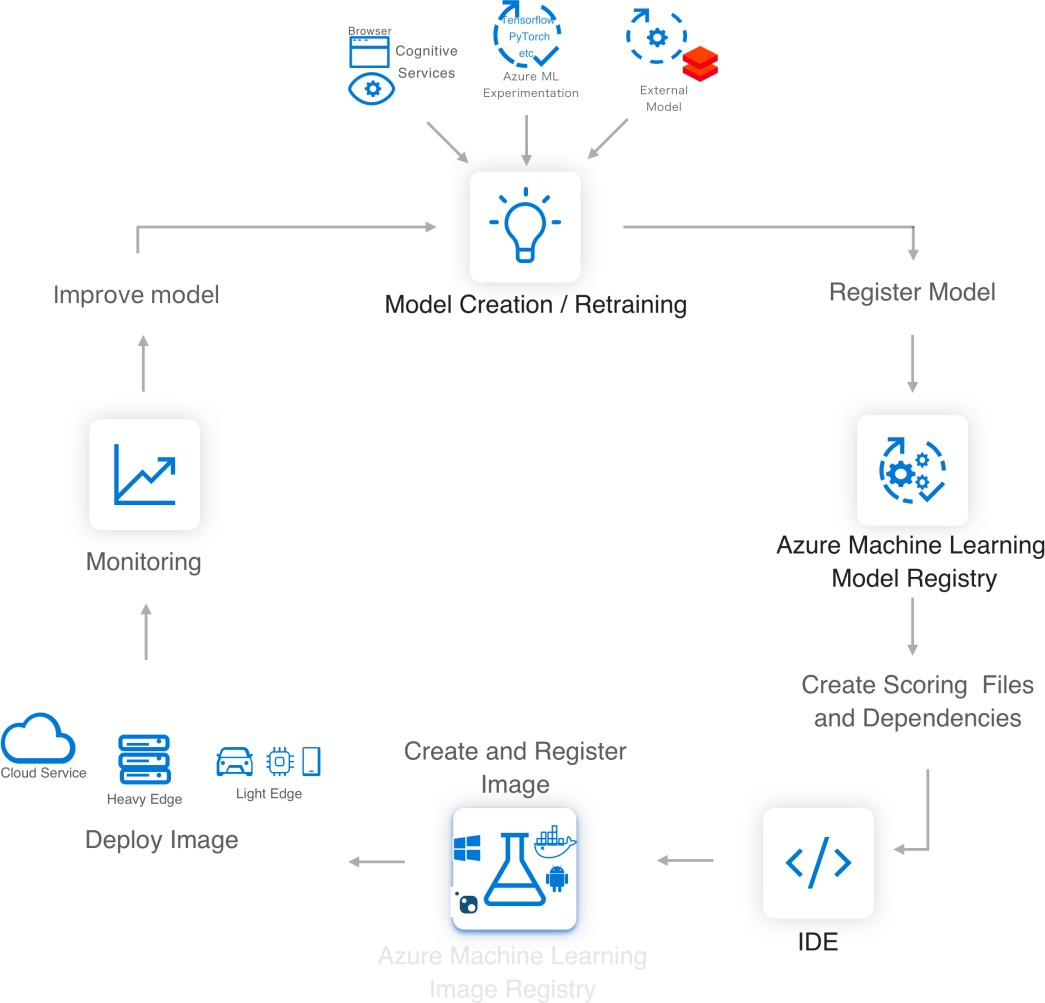 Browser
Cognitive
Services
Tensorflow
PyTorch
etc
Azure ML
Experimentation
External
Model
Model Creation / Retraining
Improve model
Register Model
Azure Machine Learning
Model Registry
Monitoring
Create Scoring Files
and Dependencies
Cloud Service
Heavy Edge
Light Edge
Deploy Image
Create and Register
Image
Azure Machine Learning
Image Registry
IDE